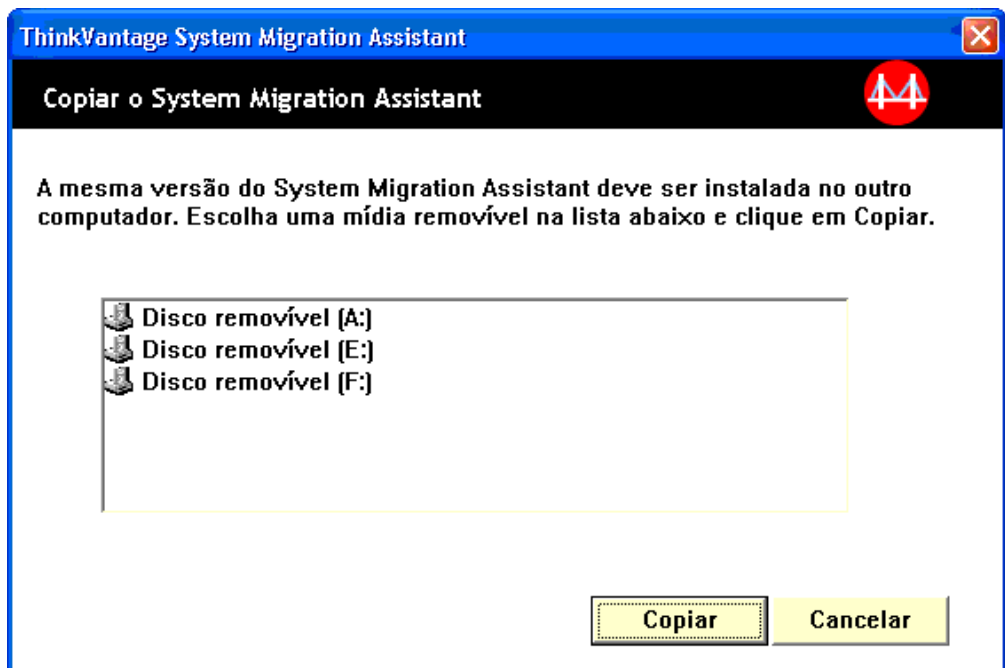 ThinkVantage System Migration Assistant
Copiar o System Migration Assistant
A mesma versão do System Migration Assistant deve ser instalada no outro
computador. Escolha uma mídia removível na lista abaixo e clique em Copiar.
Disco removível (A:)
Disco removível (E:)
Disco removível (F:)
Copiar
Cancelar